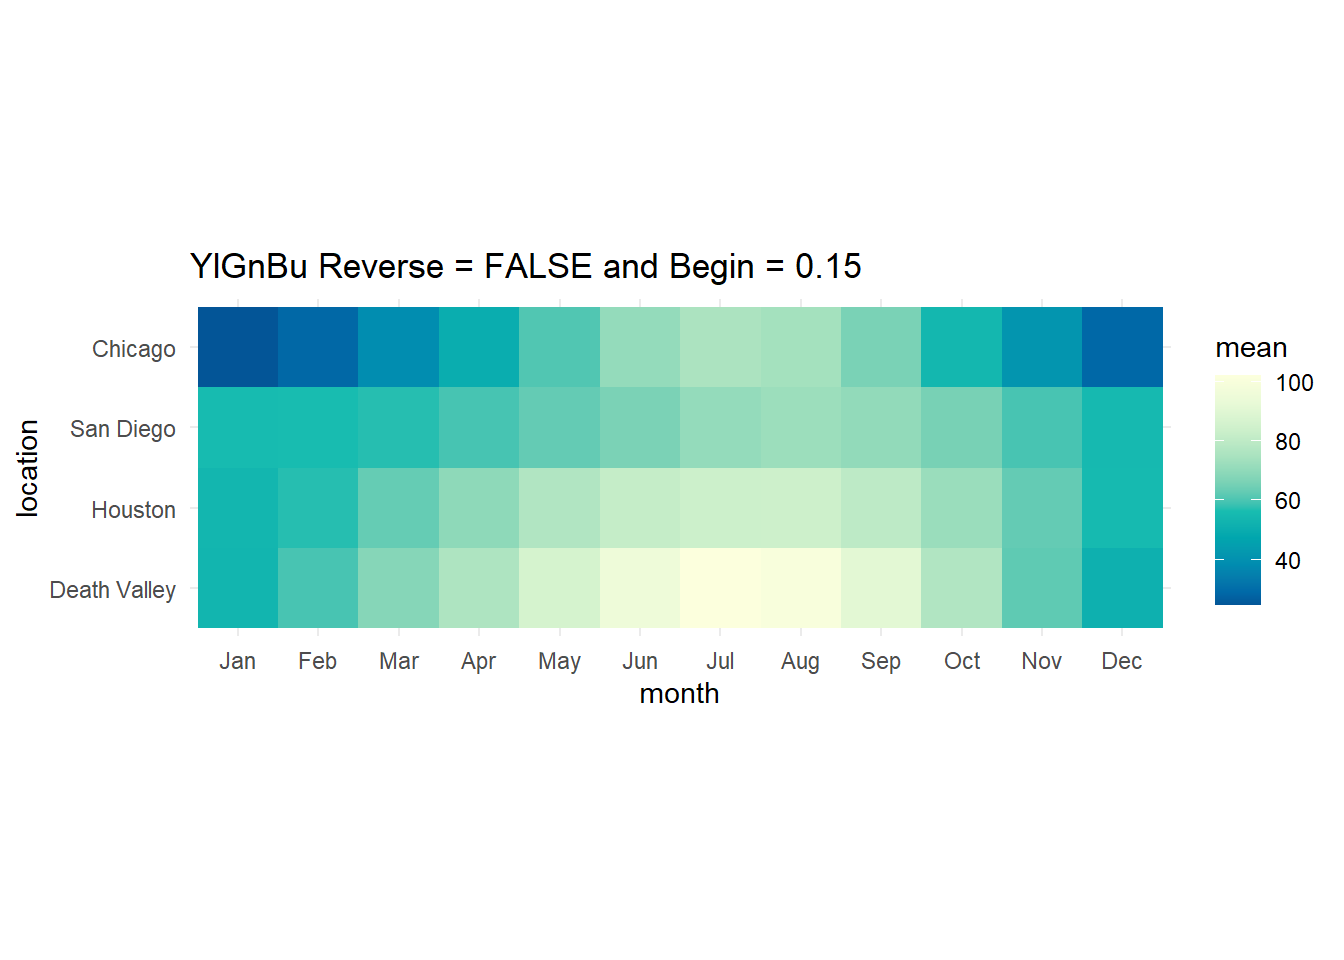 YlGnBu Reverse = FALSE and Begin = 0.15
location
Chicago
San Diego
Houston
Death Valley
Jan Feb Mar Apr May Jun Jul Aug Sep Oct Nov Dec
month
mean
100
80
60
40